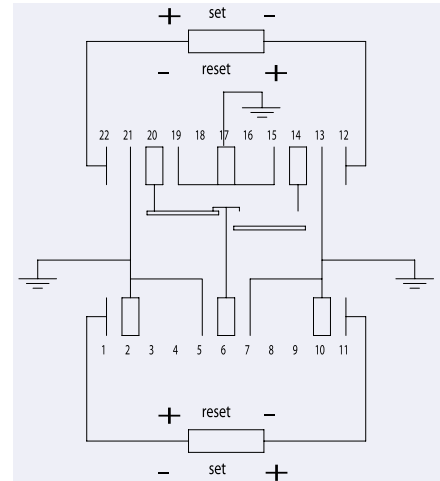 + set -
- reset +
22 21 20 19 18 17 16 15 14 13 12
1 2 3 4 5 6 7 8 9 10 11
+ reset -
- set +